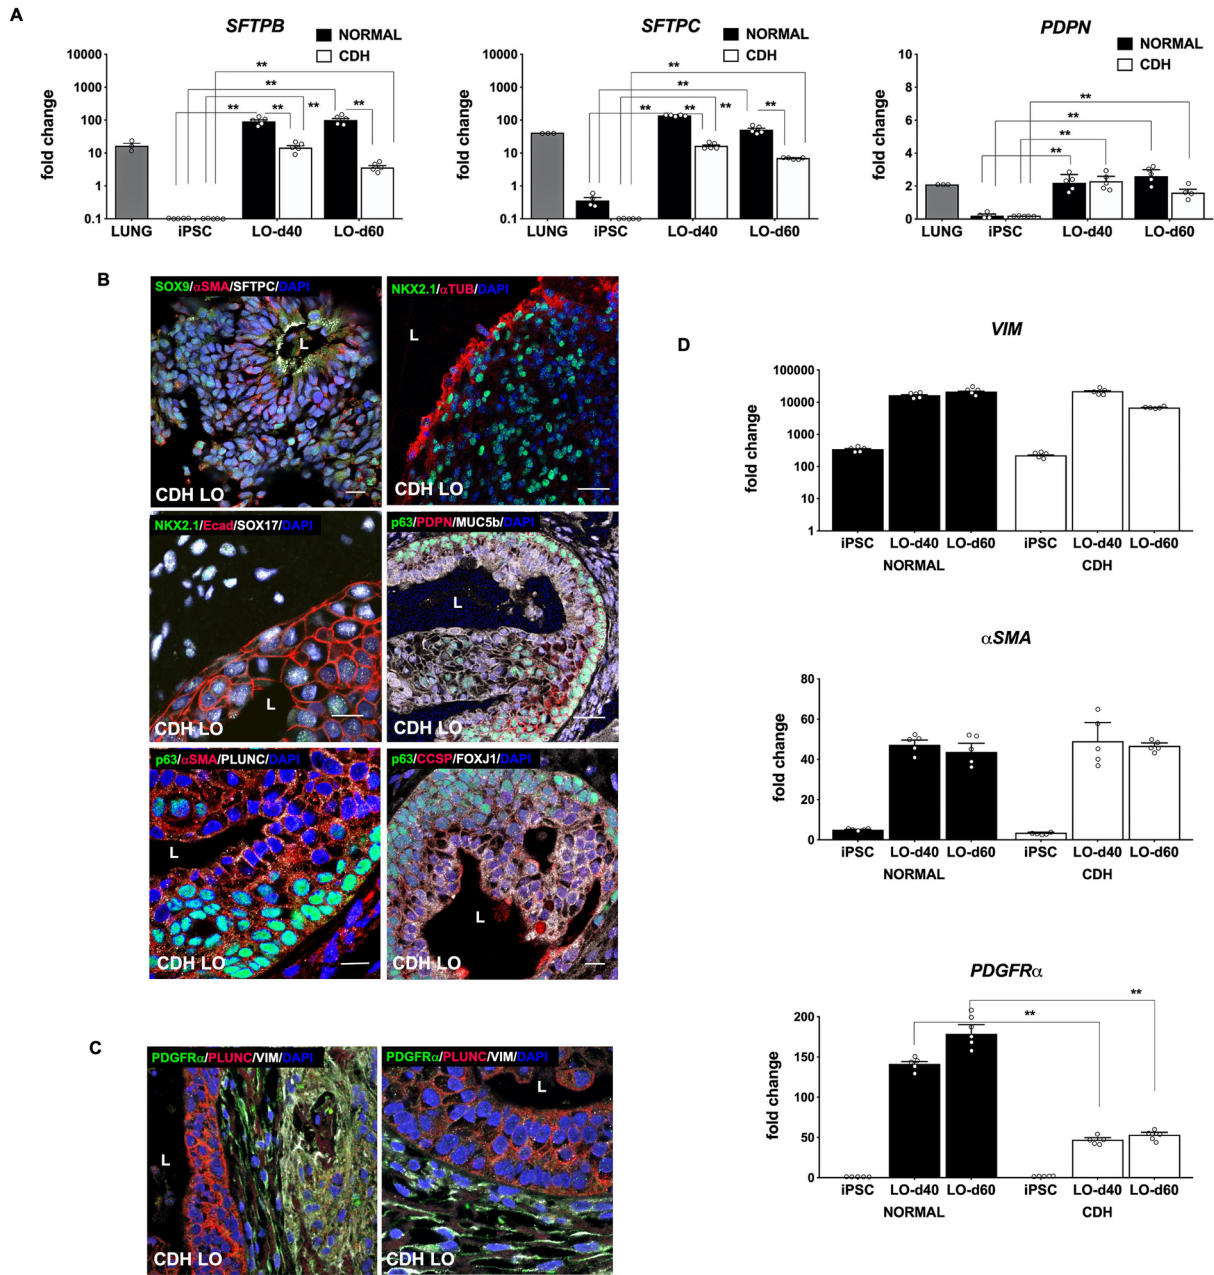 A
SFTPB
NORMAL
CDH
fold change
10000
1000
100
10
1
0.1
** ** ** ** ** **
LUNG iPSC LO-d40 LO-d60
SFTPC
NORMAL
CDH
fold change
10000
1000
100
10
1
0.1
** ** ** ** ** **
LUNG iPSC LO-d40 LO-d60
PDPN
NORMAL
CDH
fold change
10
8
6
4
2
0
** ** ** **
LUNG iPSC LO-d40 LO-d60
B
SOX9/αSMA/SFTPC/DAPI
L
CDH LO
NKX2.1/αTUB/DAPI
L
CDH LO
NKX2.1/Ecad/SOX17/DAPI
L
CDH LO
p63/PDPN/MUC5b/DAPI
L
CDH LO
p63/αSMA/PLUNC/DAPI
L
CDH LO
p63/CCSP/FOXJ1/DAPI
L
CDH LO
C
PDGFRα/PLUNC/VIM/DAPI
L
CDH LO
PDGFRα/PLUNC/VIM/DAPI
L
CDH LO
D
VIM
fold change
100000
10000
1000
100
10
1
iPSC LO-d40 LO-d60 iPSC LO-d40 LO-d60
NORMAL CDH
αSMA
fold change
80
60
40
20
0
iPSC LO-d40 LO-d60 iPSC LO-d40 LO-d60
NORMAL CDH
PDGFRα
fold change
200
150
100
50
0
** **
iPSC LO-d40 LO-d60 iPSC LO-d40 LO-d60
NORMAL CDH